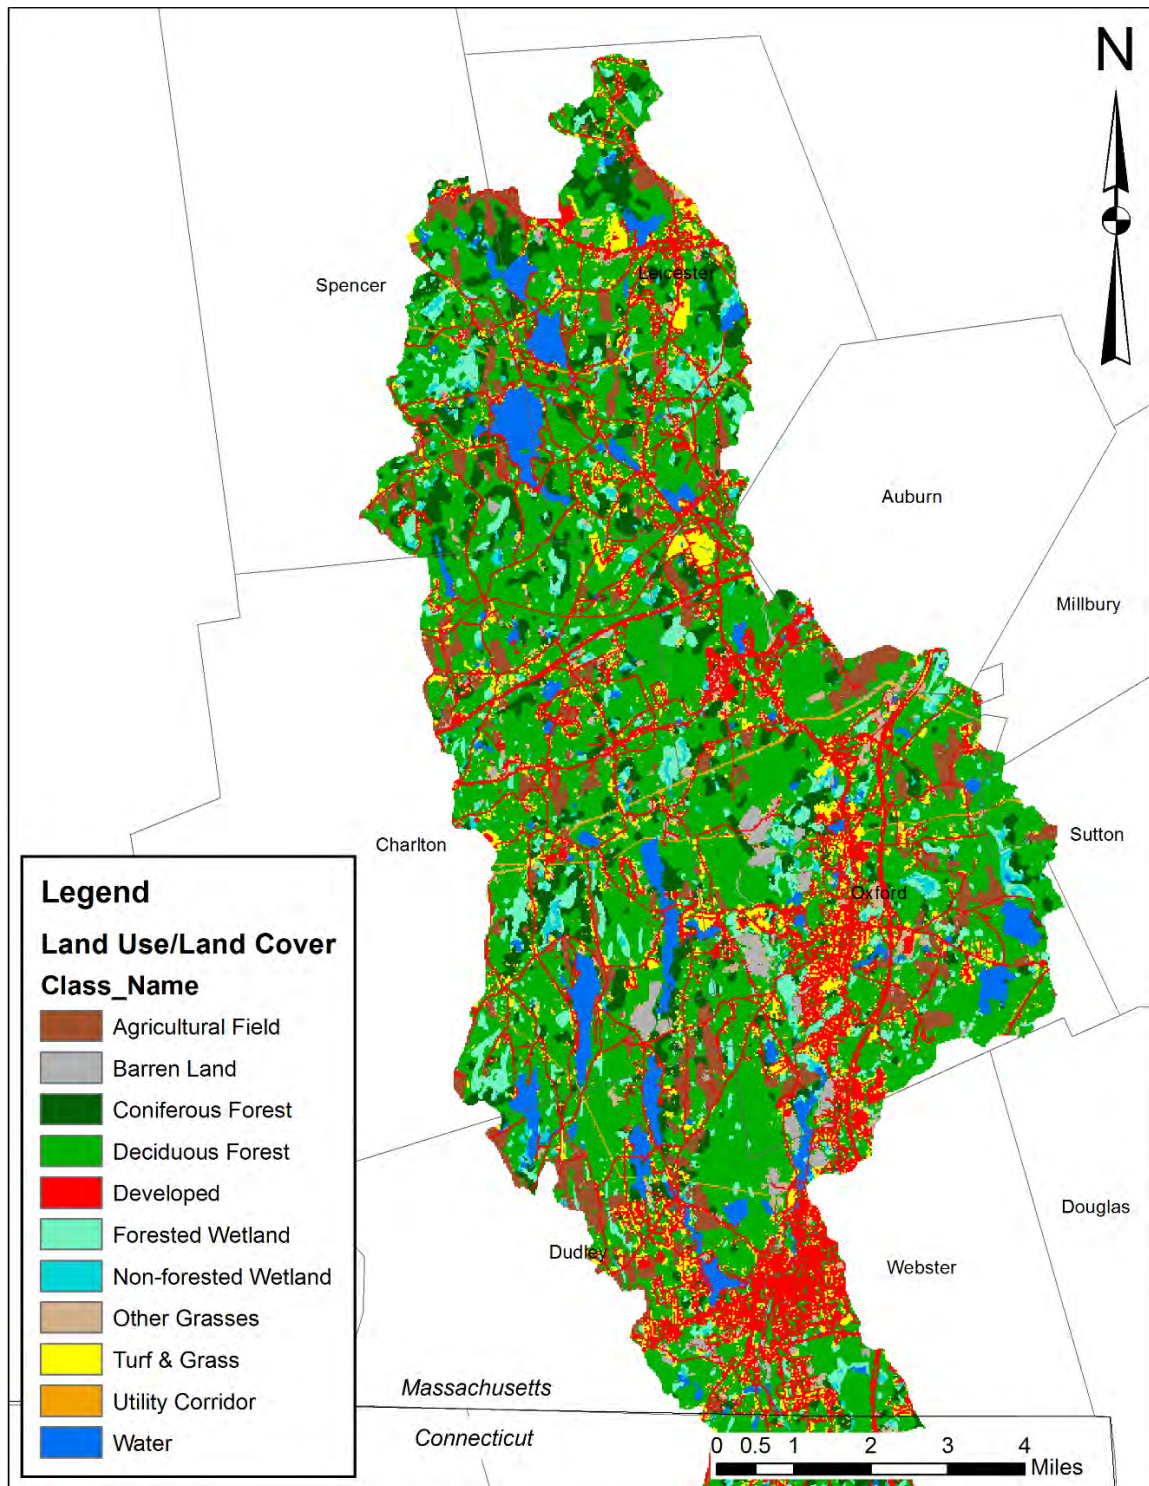 N
Leicester
Spencer
Auburn
Millbury
Sutton
Charlton
Oxford
Legend
Land Use/Land Cover
Class_Name
Agricultural Field
Barren Land
Coniferous Forest
Deciduous Forest
Developed
Forested Wetland
Non-forested Wetland
Other Grasses
Turf & Grass
Utility Corridor
Water
Douglas
Dudley
Webster
Massachusetts
Connecticut
0 0.5 1 2 3 4
Miles